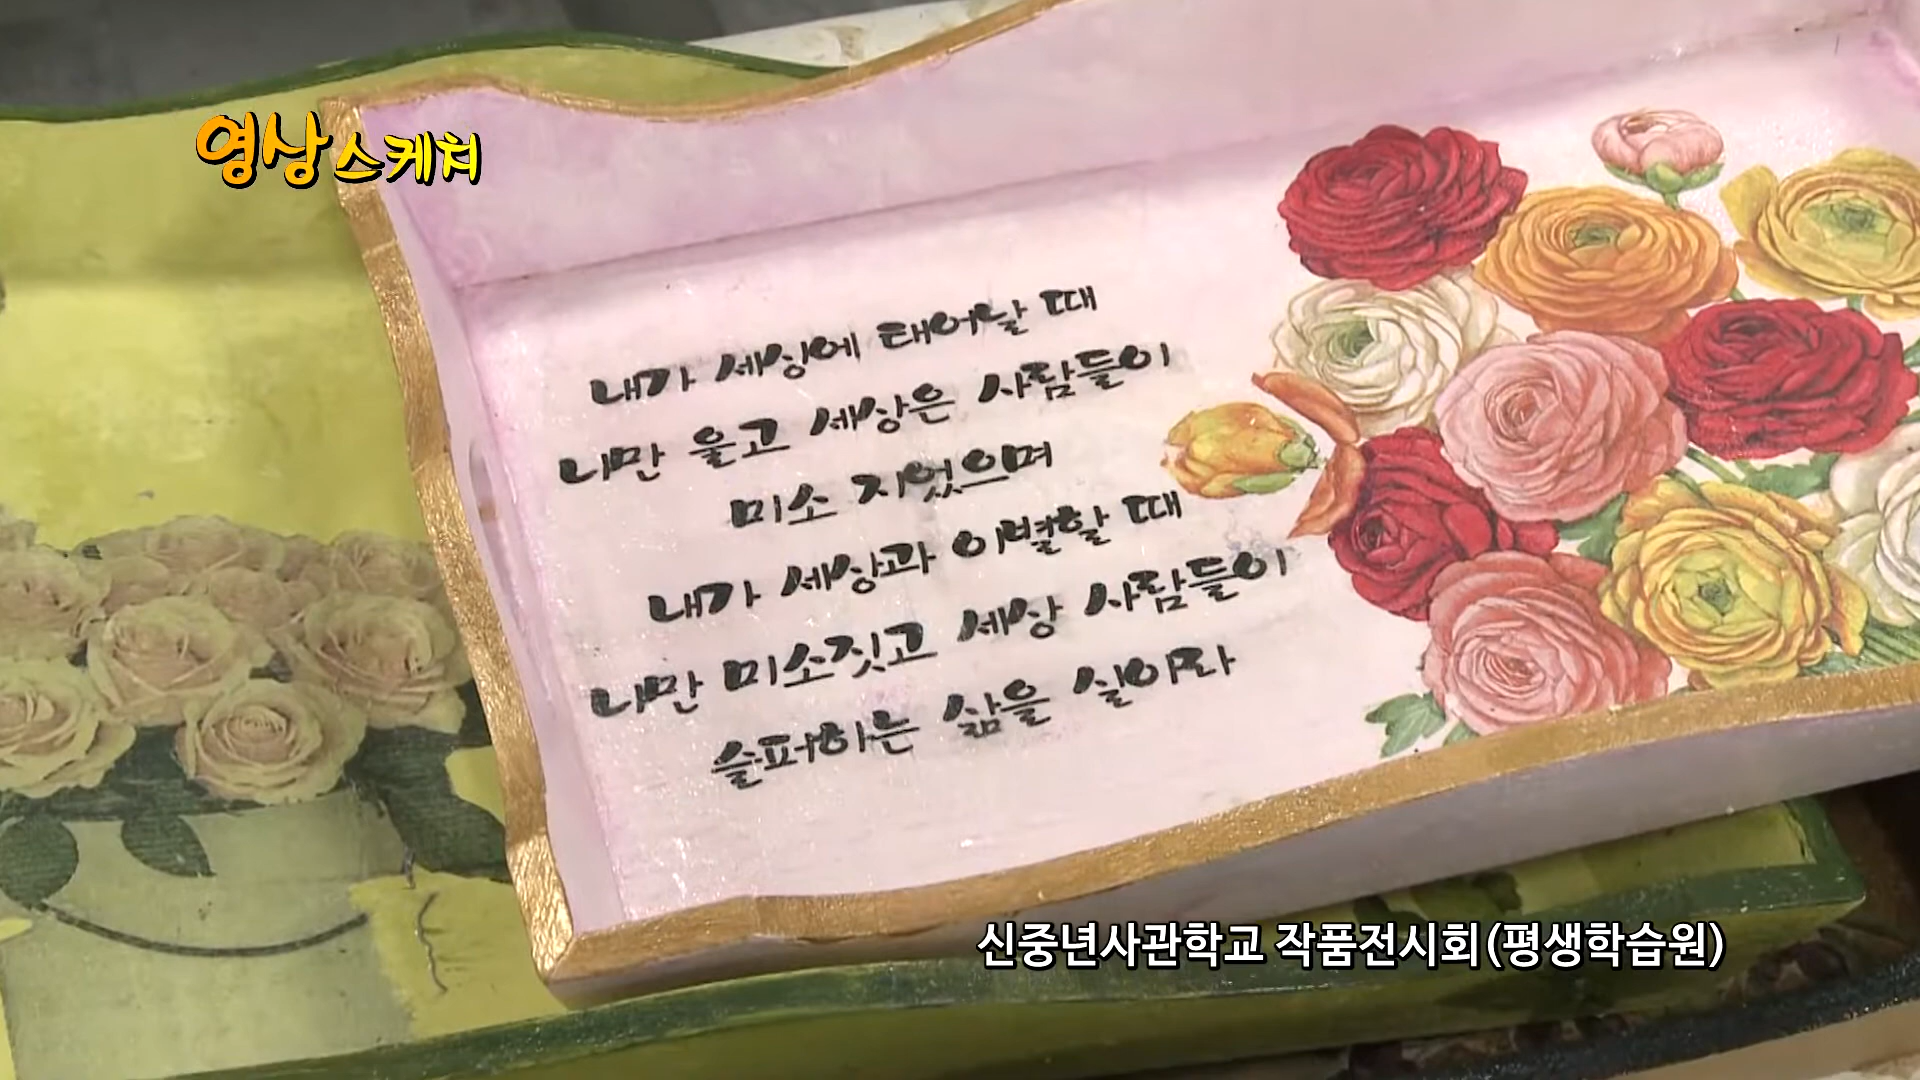 영상스케치
내가 세상에 태어날 때
나만 울고 세상은 사람들이
미소 지었으며
내가 세상과 이별할 때
나만 미소짓고 세상 사람들이
슬퍼하는 삶을 살아라
신중년사관학교 작품전시회(평생학습원)